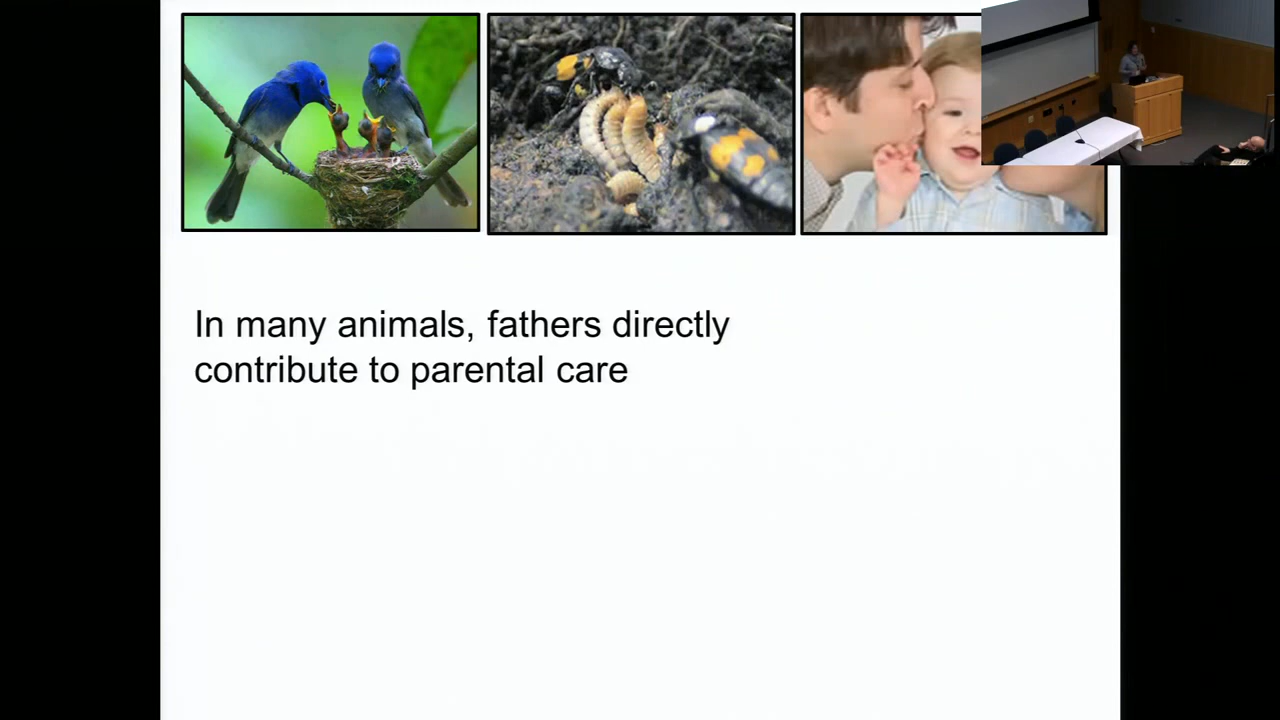 In many animals, fathers directly
contribute to parental care